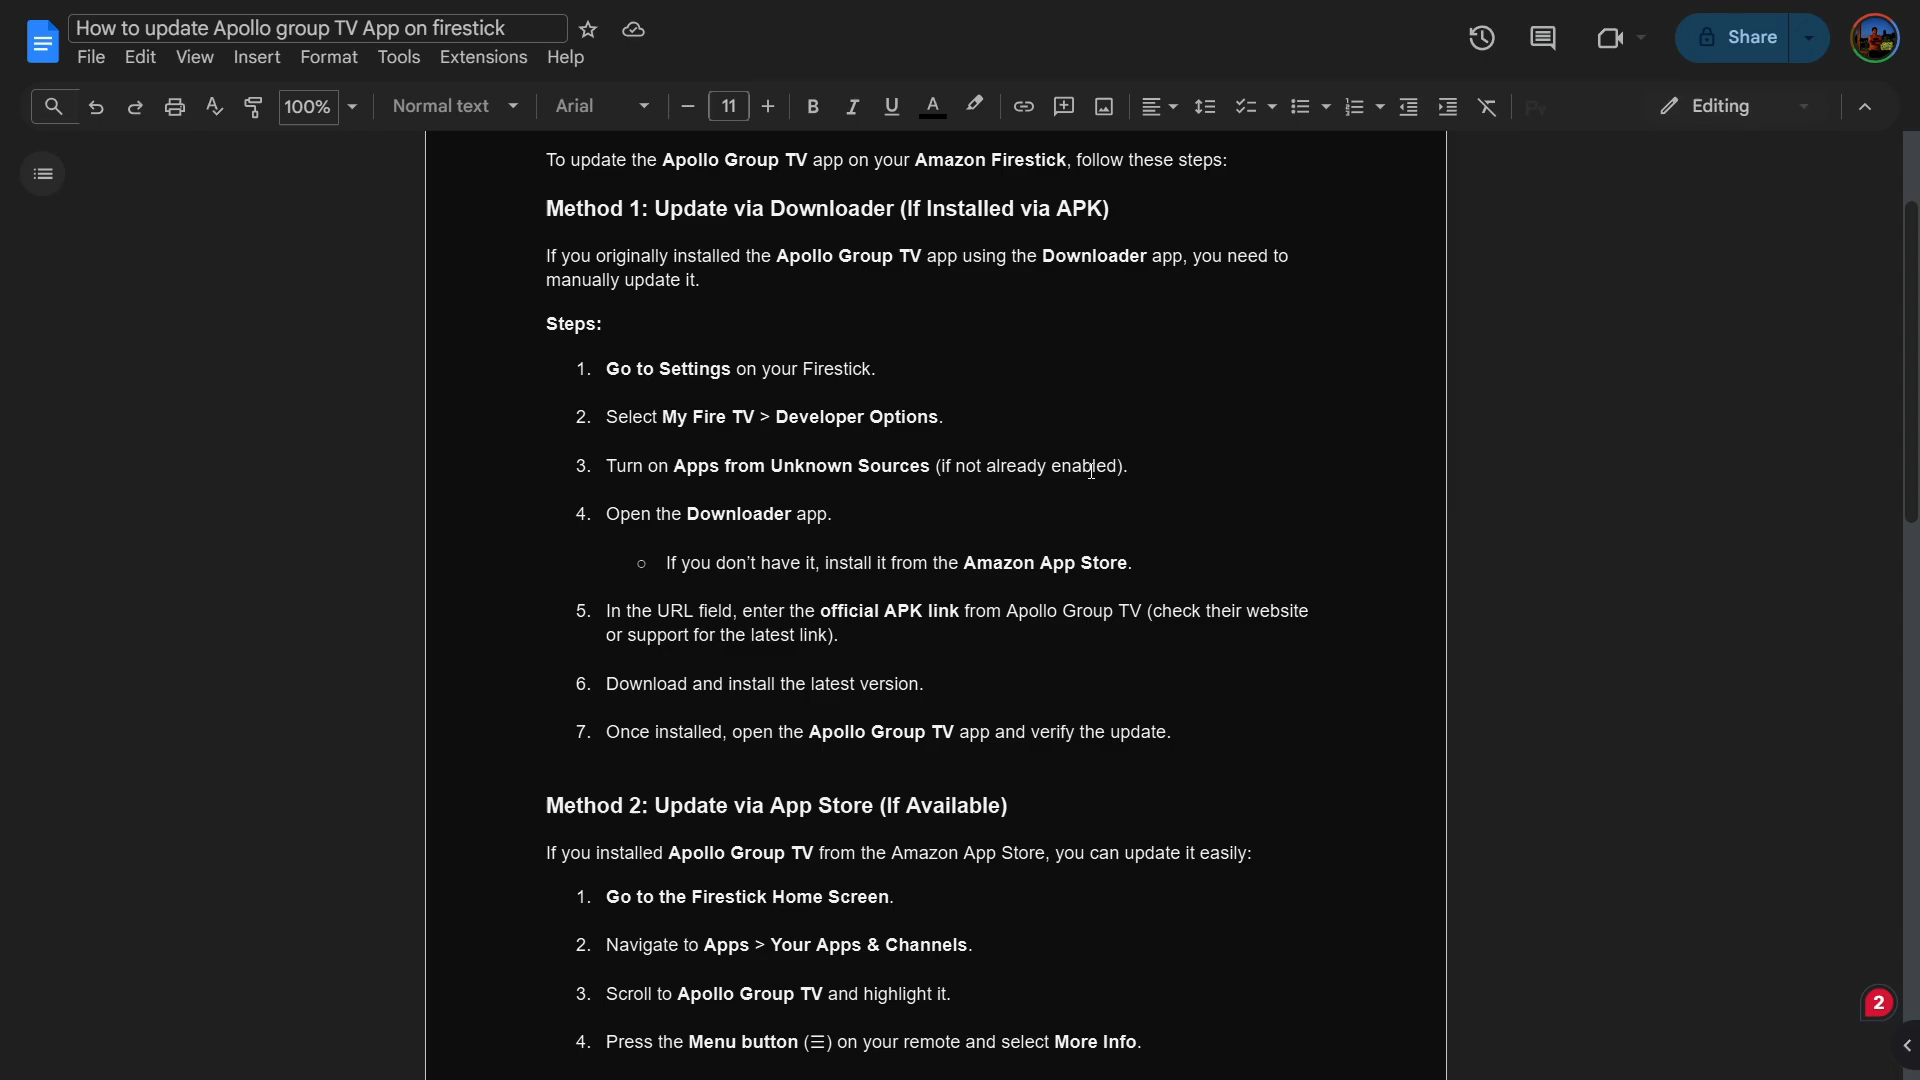 How to update Apollo group TV App on firestick
File Edit View Insert Format Tools Extensions Help
Share
100% Normal text Arial 11 B I U A Editing
To update the Apollo Group TV app on your Amazon Firestick, follow these steps:
Method 1: Update via Downloader (If Installed via APK)
If you originally installed the Apollo Group TV app using the Downloader app, you need to
manually update it.
Steps:
1. Go to Settings on your Firestick.
2. Select My Fire TV > Developer Options.
3. Turn on Apps from Unknown Sources (if not already enabled).
4. Open the Downloader app.
○ If you don’t have it, install it from the Amazon App Store.
5. In the URL field, enter the official APK link from Apollo Group TV (check their website
or support for the latest link).
6. Download and install the latest version.
7. Once installed, open the Apollo Group TV app and verify the update.
Method 2: Update via App Store (If Available)
If you installed Apollo Group TV from the Amazon App Store, you can update it easily:
1. Go to the Firestick Home Screen.
2. Navigate to Apps > Your Apps & Channels.
3. Scroll to Apollo Group TV and highlight it.
4. Press the Menu button (☰) on your remote and select More Info.
2